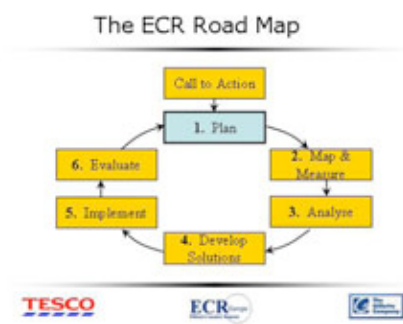 The ECR Road Map
Call to Action
1. Plan
2. Map &
Measure
3. Analyse
4. Develop
Solutions
5. Implement
6. Evaluate
TESCO
ECR